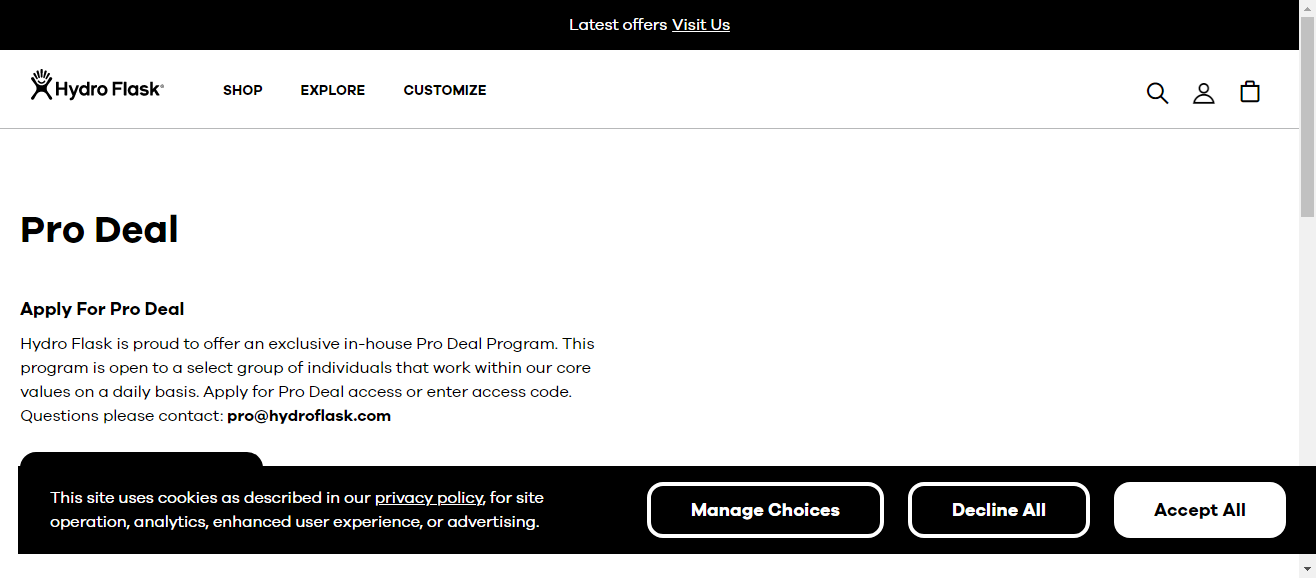 Latest offers Visit Us
Hydro Flask
SHOP
EXPLORE
CUSTOMIZE
Pro Deal
Apply For Pro Deal
Hydro Flask is proud to offer an exclusive in-house Pro Deal Program. This
program is open to a select group of individuals that work within our core
values on a daily basis. Apply for Pro Deal access or enter access code.
Questions please contact: pro@hydroflask.com
This site uses cookies as described in our privacy policy, for site
operation, analytics, enhanced user experience, or advertising.
Manage Choices
Decline All
Accept All